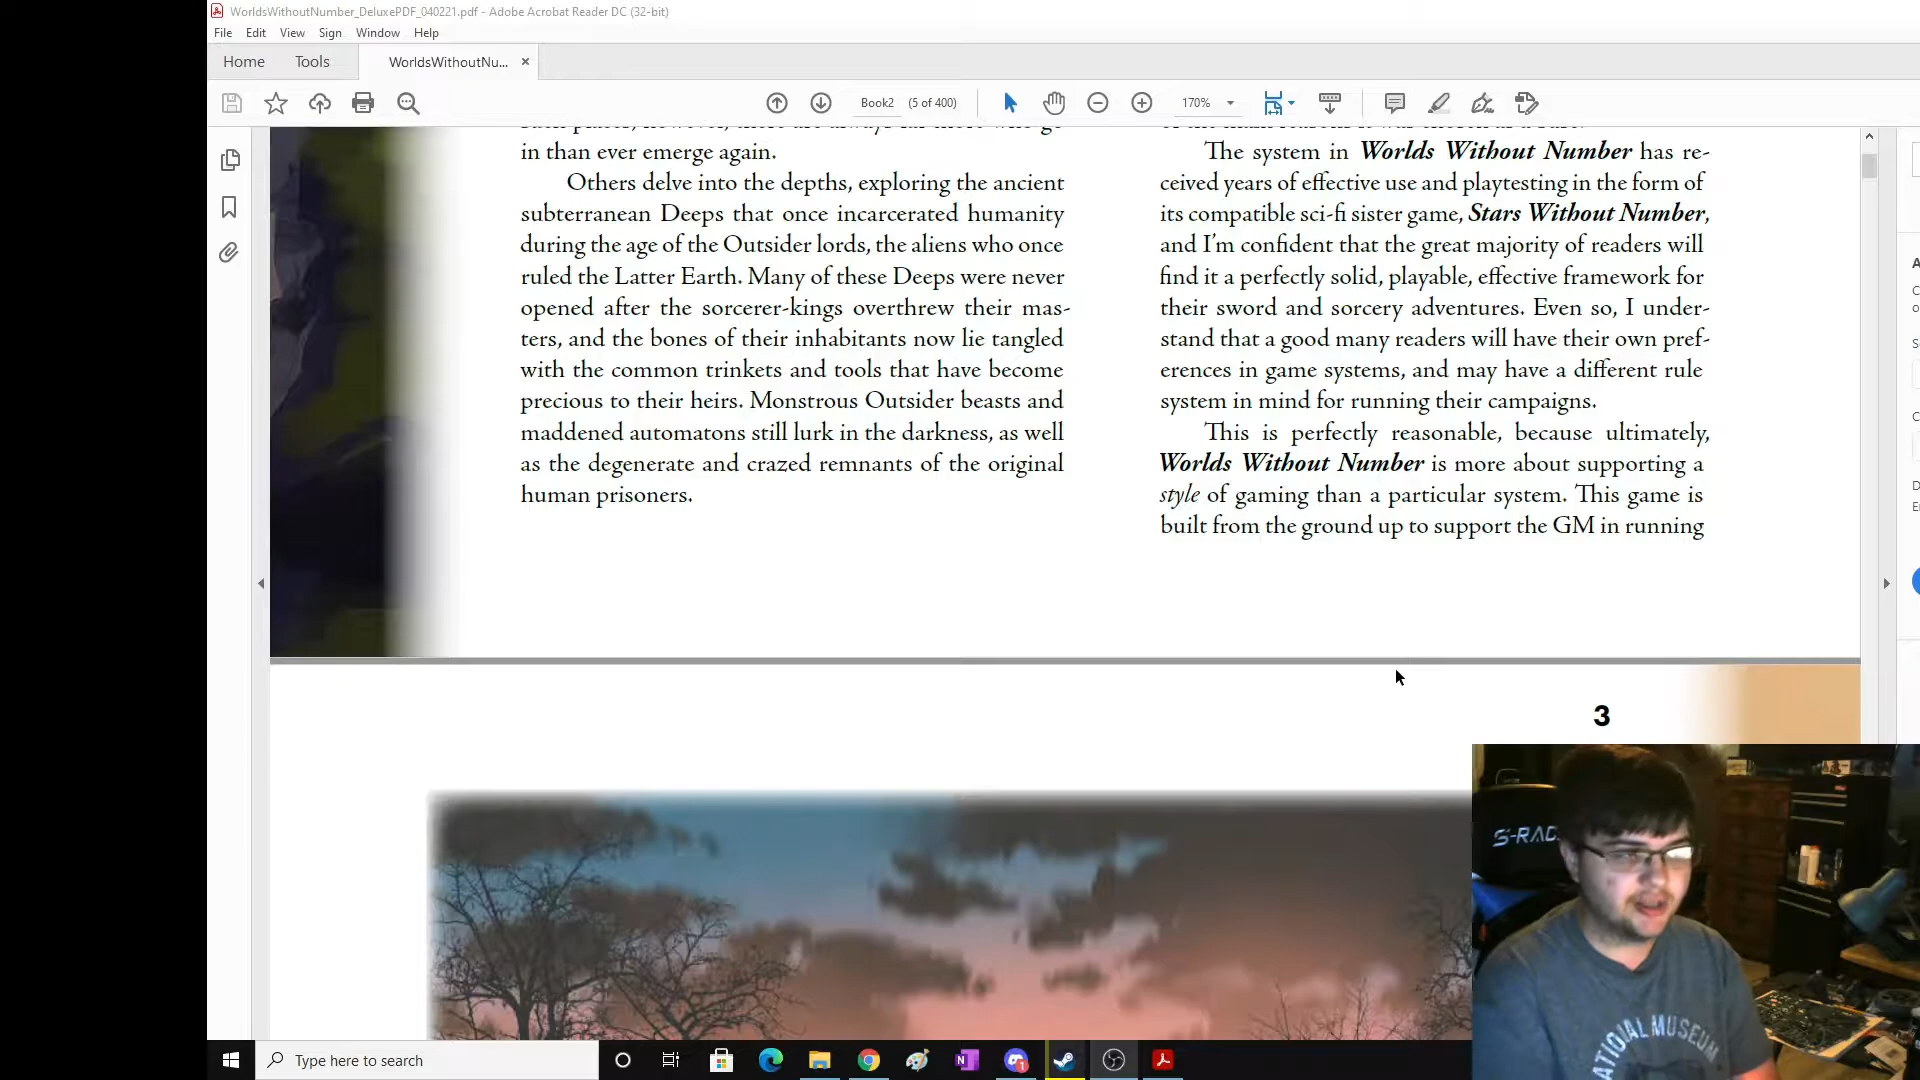 WorldsWithoutNumber_DeluxePDF_040221.pdf - Adobe Acrobat Reader DC (32-bit)
File Edit View Sign Window Help
Home Tools WorldsWithoutNu... ×
Book2 (5 of 400) 170%
in than ever emerge again.
Others delve into the depths, exploring the ancient
subterranean Deeps that once incarcerated humanity
during the age of the Outsider lords, the aliens who once
ruled the Latter Earth. Many of these Deeps were never
opened after the sorcerer-kings overthrew their mas-
ters, and the bones of their inhabitants now lie tangled
with the common trinkets and tools that have become
precious to their heirs. Monstrous Outsider beasts and
maddened automatons still lurk in the darkness, as well
as the degenerate and crazed remnants of the original
human prisoners.
The system in Worlds Without Number has re-
ceived years of effective use and playtesting in the form of
its compatible sci-fi sister game, Stars Without Number,
and I'm confident that the great majority of readers will
find it a perfectly solid, playable, effective framework for
their sword and sorcery adventures. Even so, I under-
stand that a good many readers will have their own pref-
erences in game systems, and may have a different rule
system in mind for running their campaigns.
This is perfectly reasonable, because ultimately,
Worlds Without Number is more about supporting a
style of gaming than a particular system. This game is
built from the ground up to support the GM in running
3
S-RAC
ATIONAL MUSEUM
Type here to search